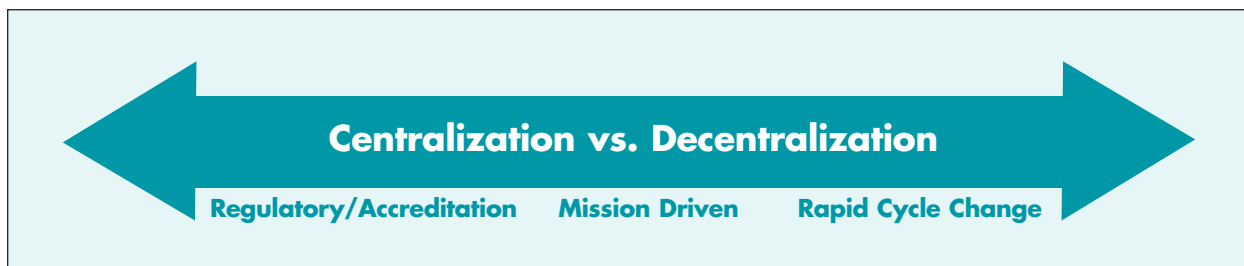 Centralization vs. Decentralization
Regulatory/Accreditation Mission Driven Rapid Cycle Change